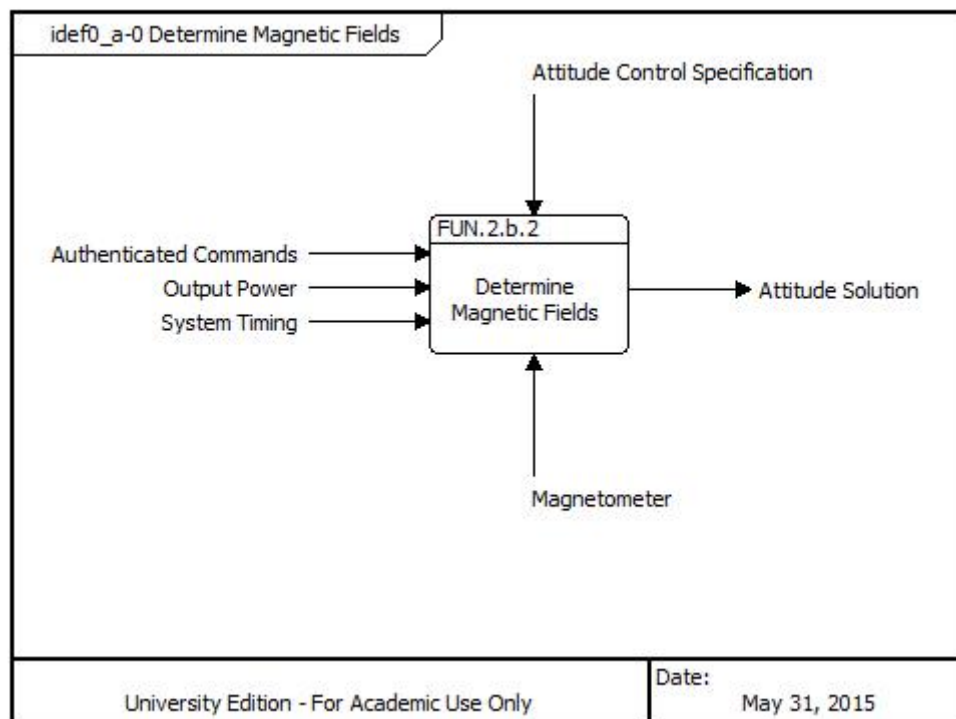 idef0_a-0 Determine Magnetic Fields
Attitude Control Specification
FUN.2.b.2
Authenticated Commands
Output Power
System Timing
Determine
Magnetic Fields
Attitude Solution
Magnetometer
University Edition - For Academic Use Only
Date:
May 31, 2015